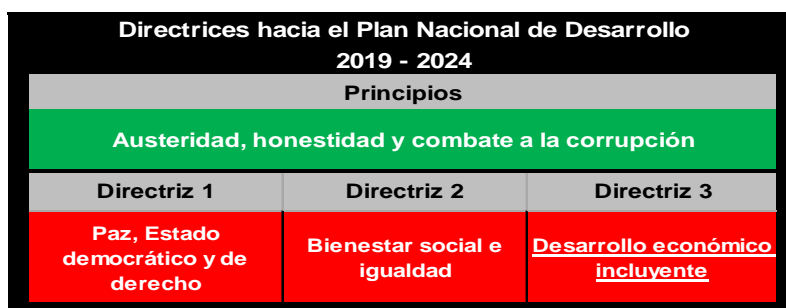 Directrices hacia el Plan Nacional de Desarrollo
2019 - 2024
Principios
Austeridad, honestidad y combate a la corrupción
Directriz 1
Directriz 2
Directriz 3
Paz, Estado
democrático y de
derecho
Bienestar social e
igualdad
Desarrollo económico
incluyente